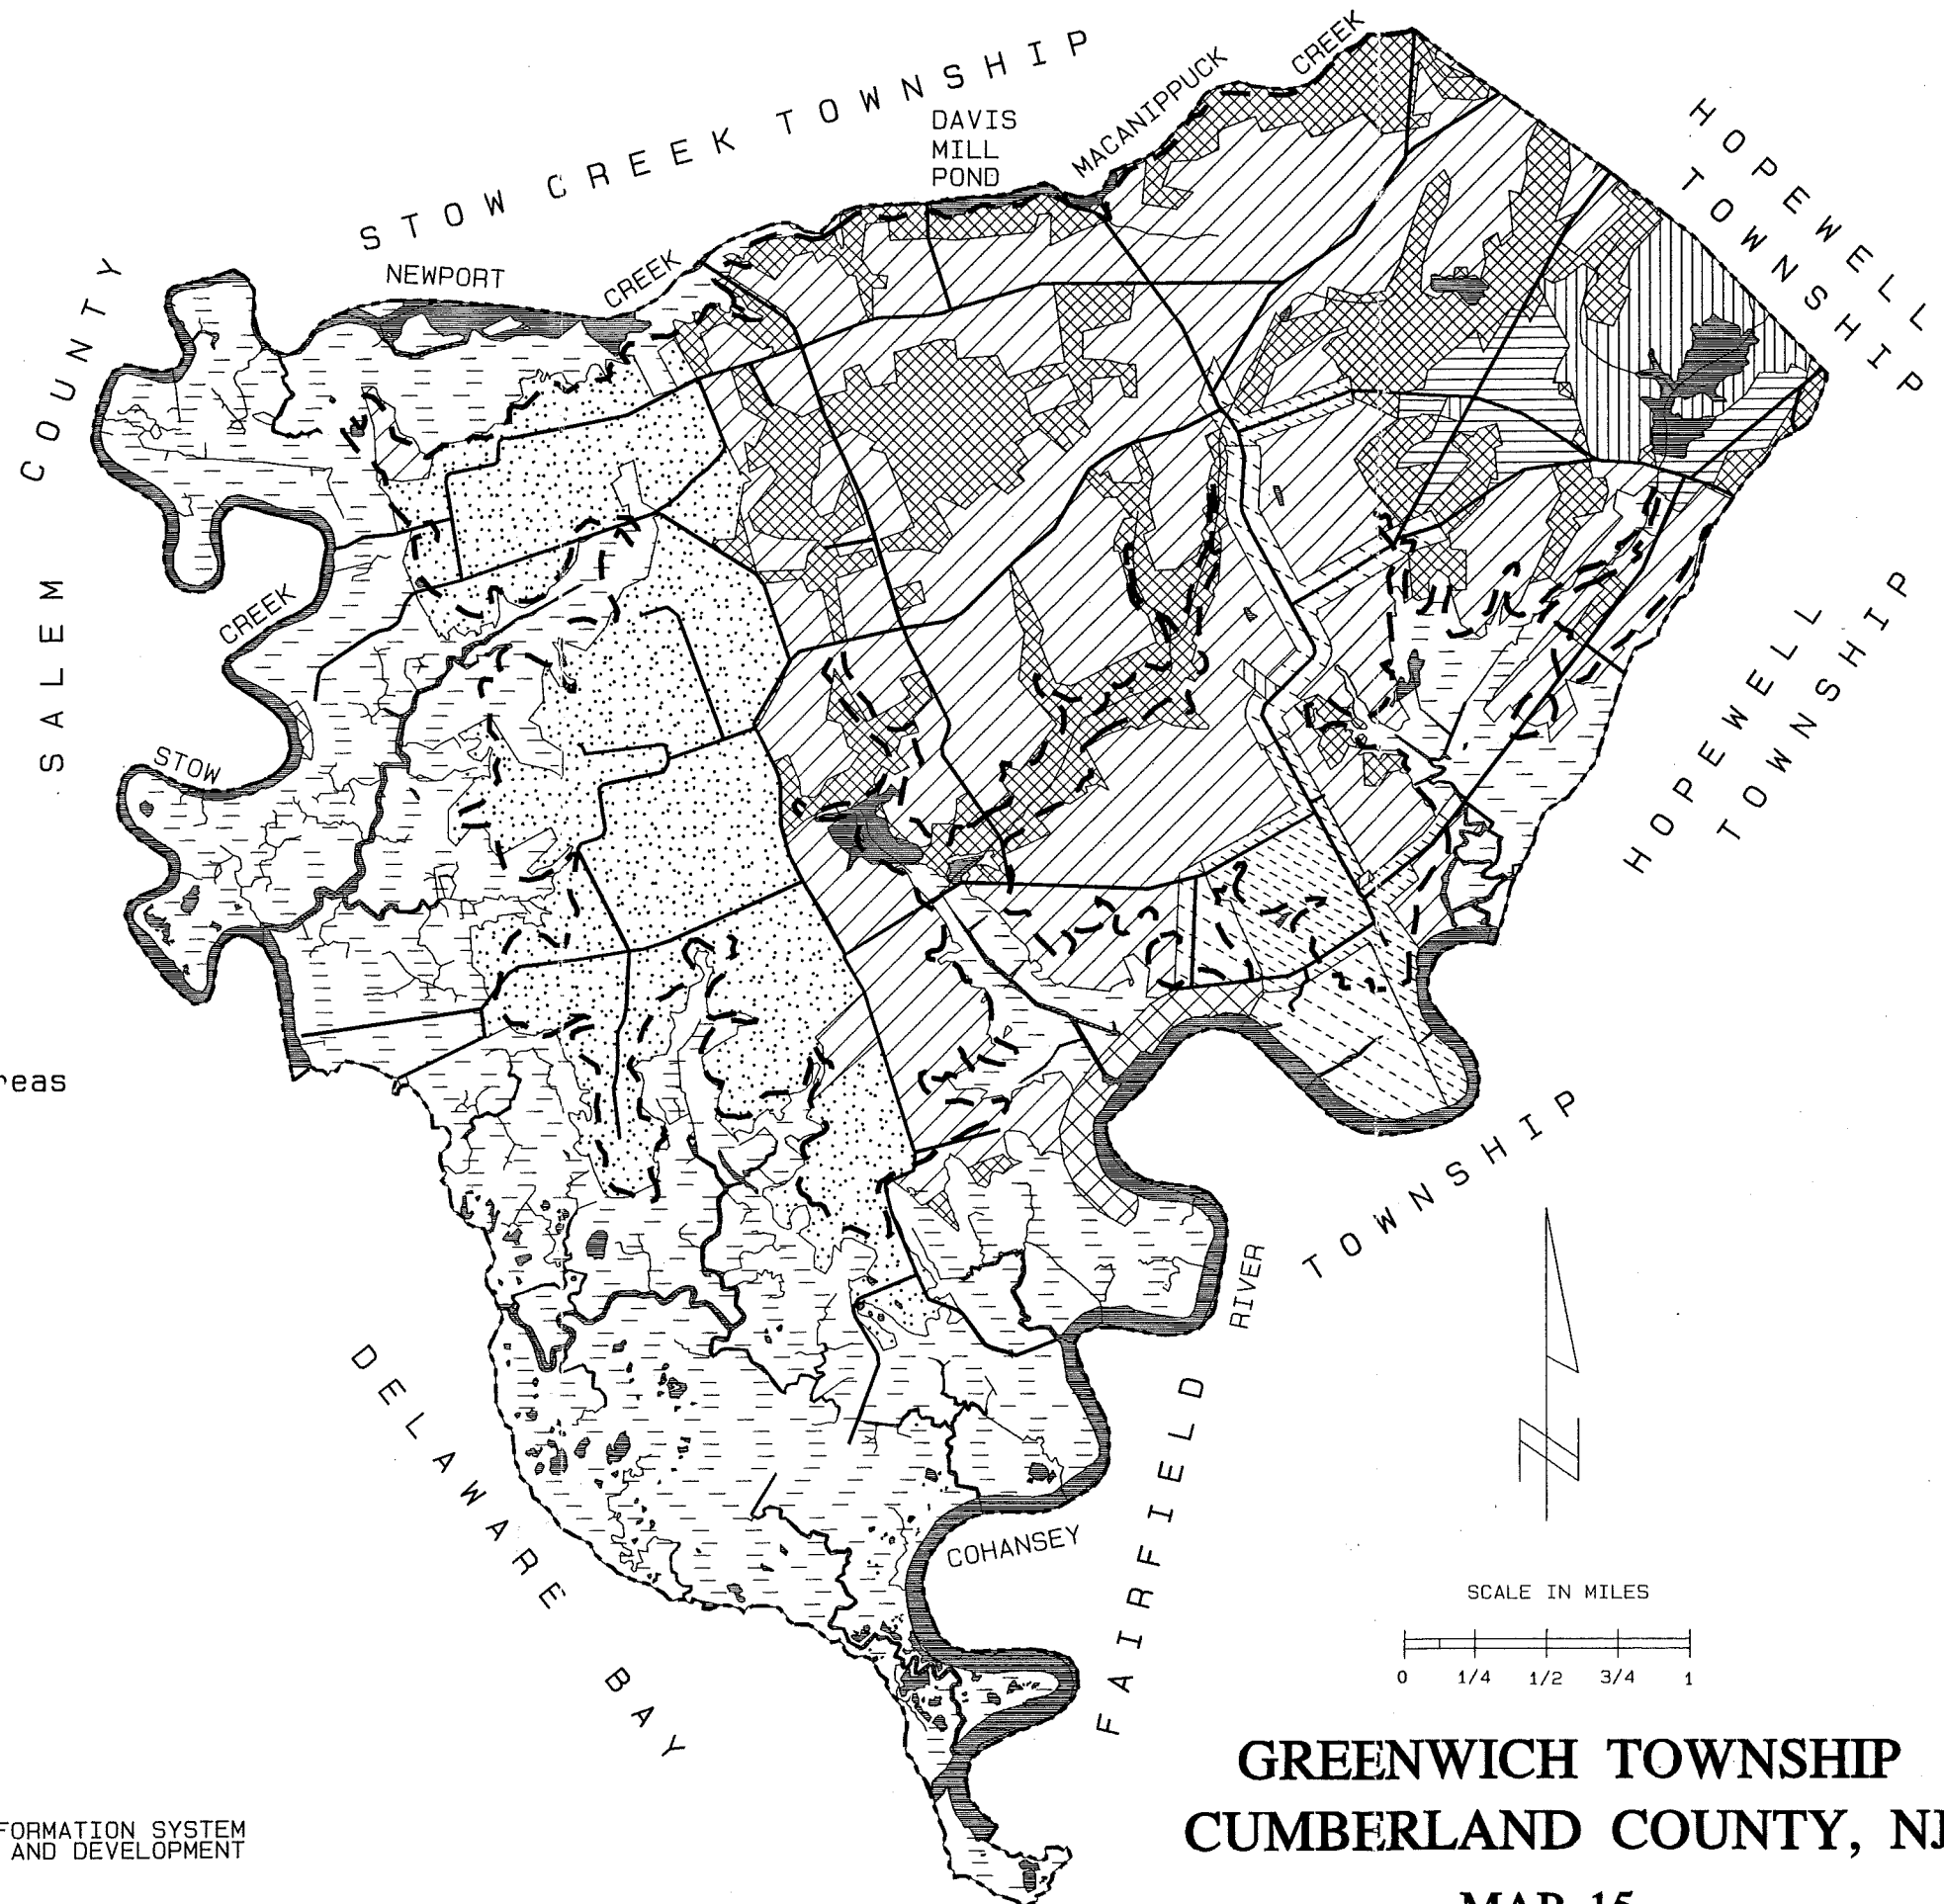 STOW CREEK TOWNSHIP
DAVIS
MILL
POND
MACANIPPUCK
CREEK
HOPEWELL
TOWNSHIP
NEWPORT
CREEK
SALEM COUNTY
CREEK
STOW
HOPEWELL
TOWNSHIP
eas
FAIRFIELD
TOWNSHIP
RIVER
COHANSEY
DELAWARE BAY
SCALE IN MILES
0 1/4 1/2 3/4 1
GREENWICH TOWNSHIP
CUMBERLAND COUNTY, NJ
MAP 15
FORMATION SYSTEM
AND DEVELOPMENT